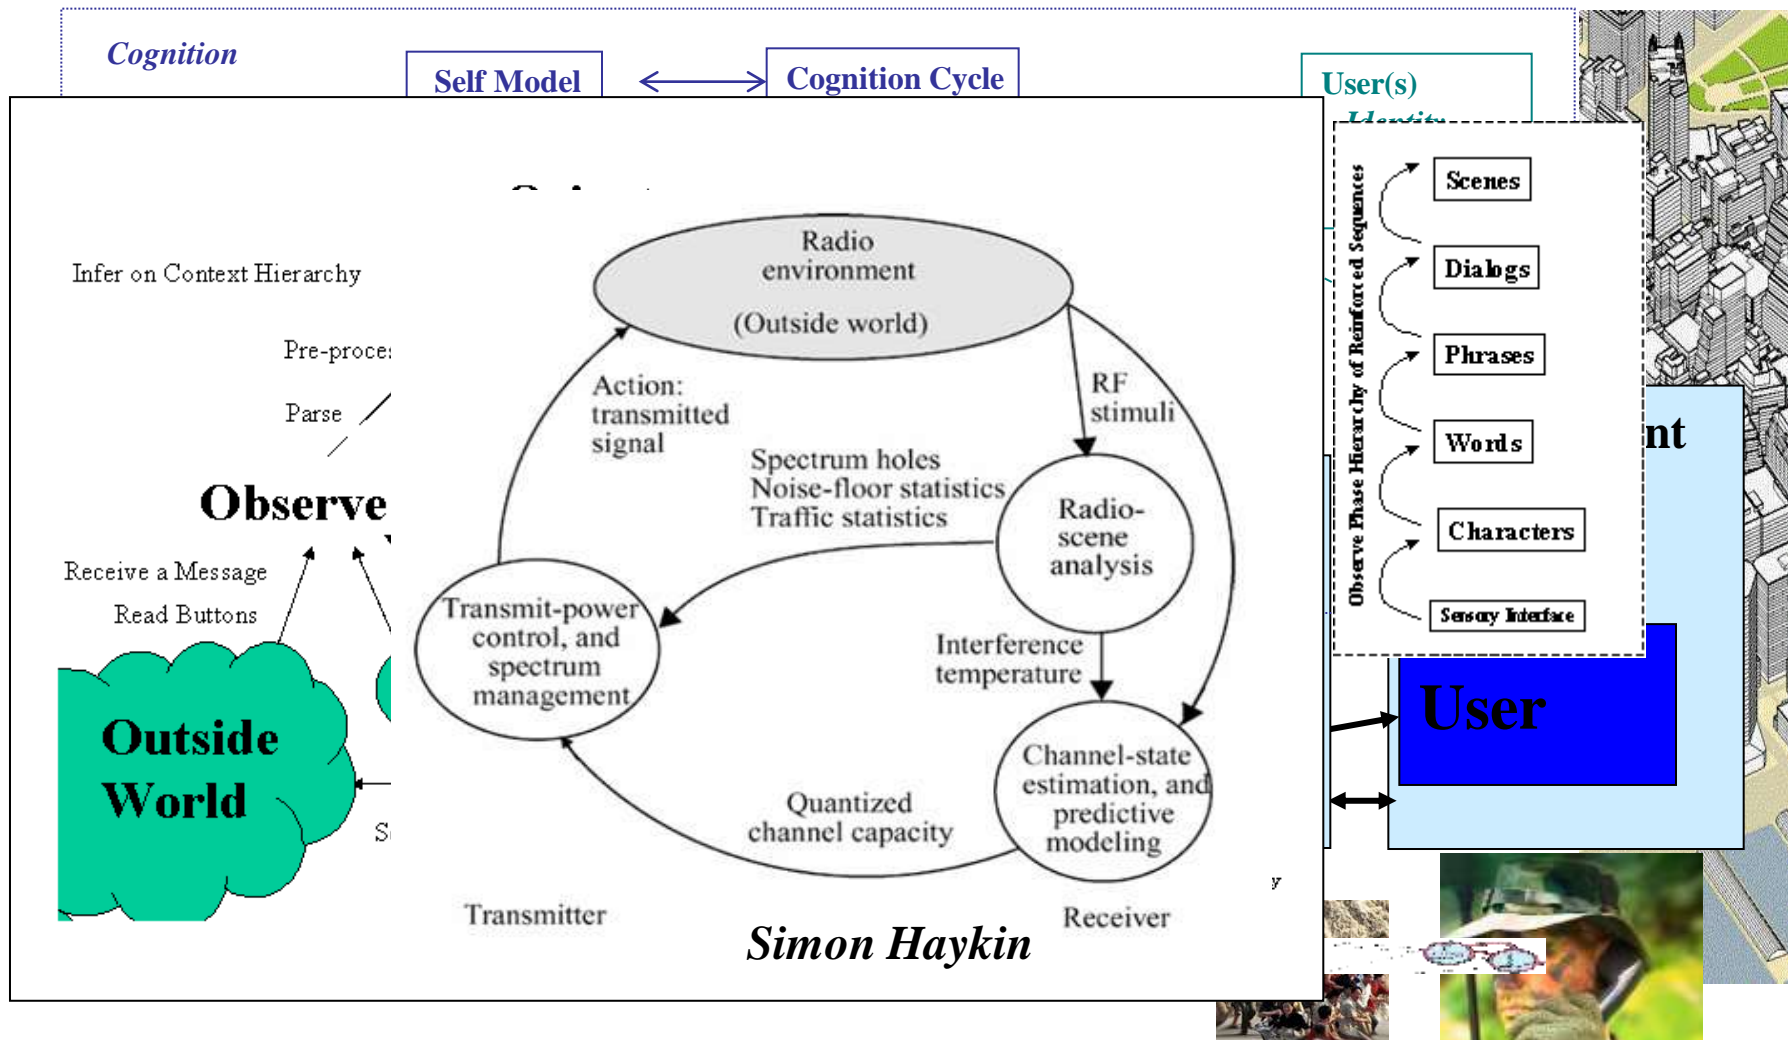 Cognition
Self Model
Cognition Cycle
User(s)
Infer on Context Hierarchy
Parse
Observe
Receive a Message
Read Buttons
Outside
World
Radio
environment
(Outside world)
Action:
transmitted
signal
RF
stimuli
Spectrum holes
Noise-floor statistics
Traffic statistics
Radio-
scene
analysis
Transmit-power
control, and
spectrum
management
Interference
temperature
Channel-state
estimation, and
predictive
modeling
Quantized
channel capacity
Transmitter
Receiver
Simon Haykin
Observe Phase Hierarchy of Reinforced Sequences
Scenes
Dialogs
Phrases
Words
Characters
Sensory Interface
nt
User